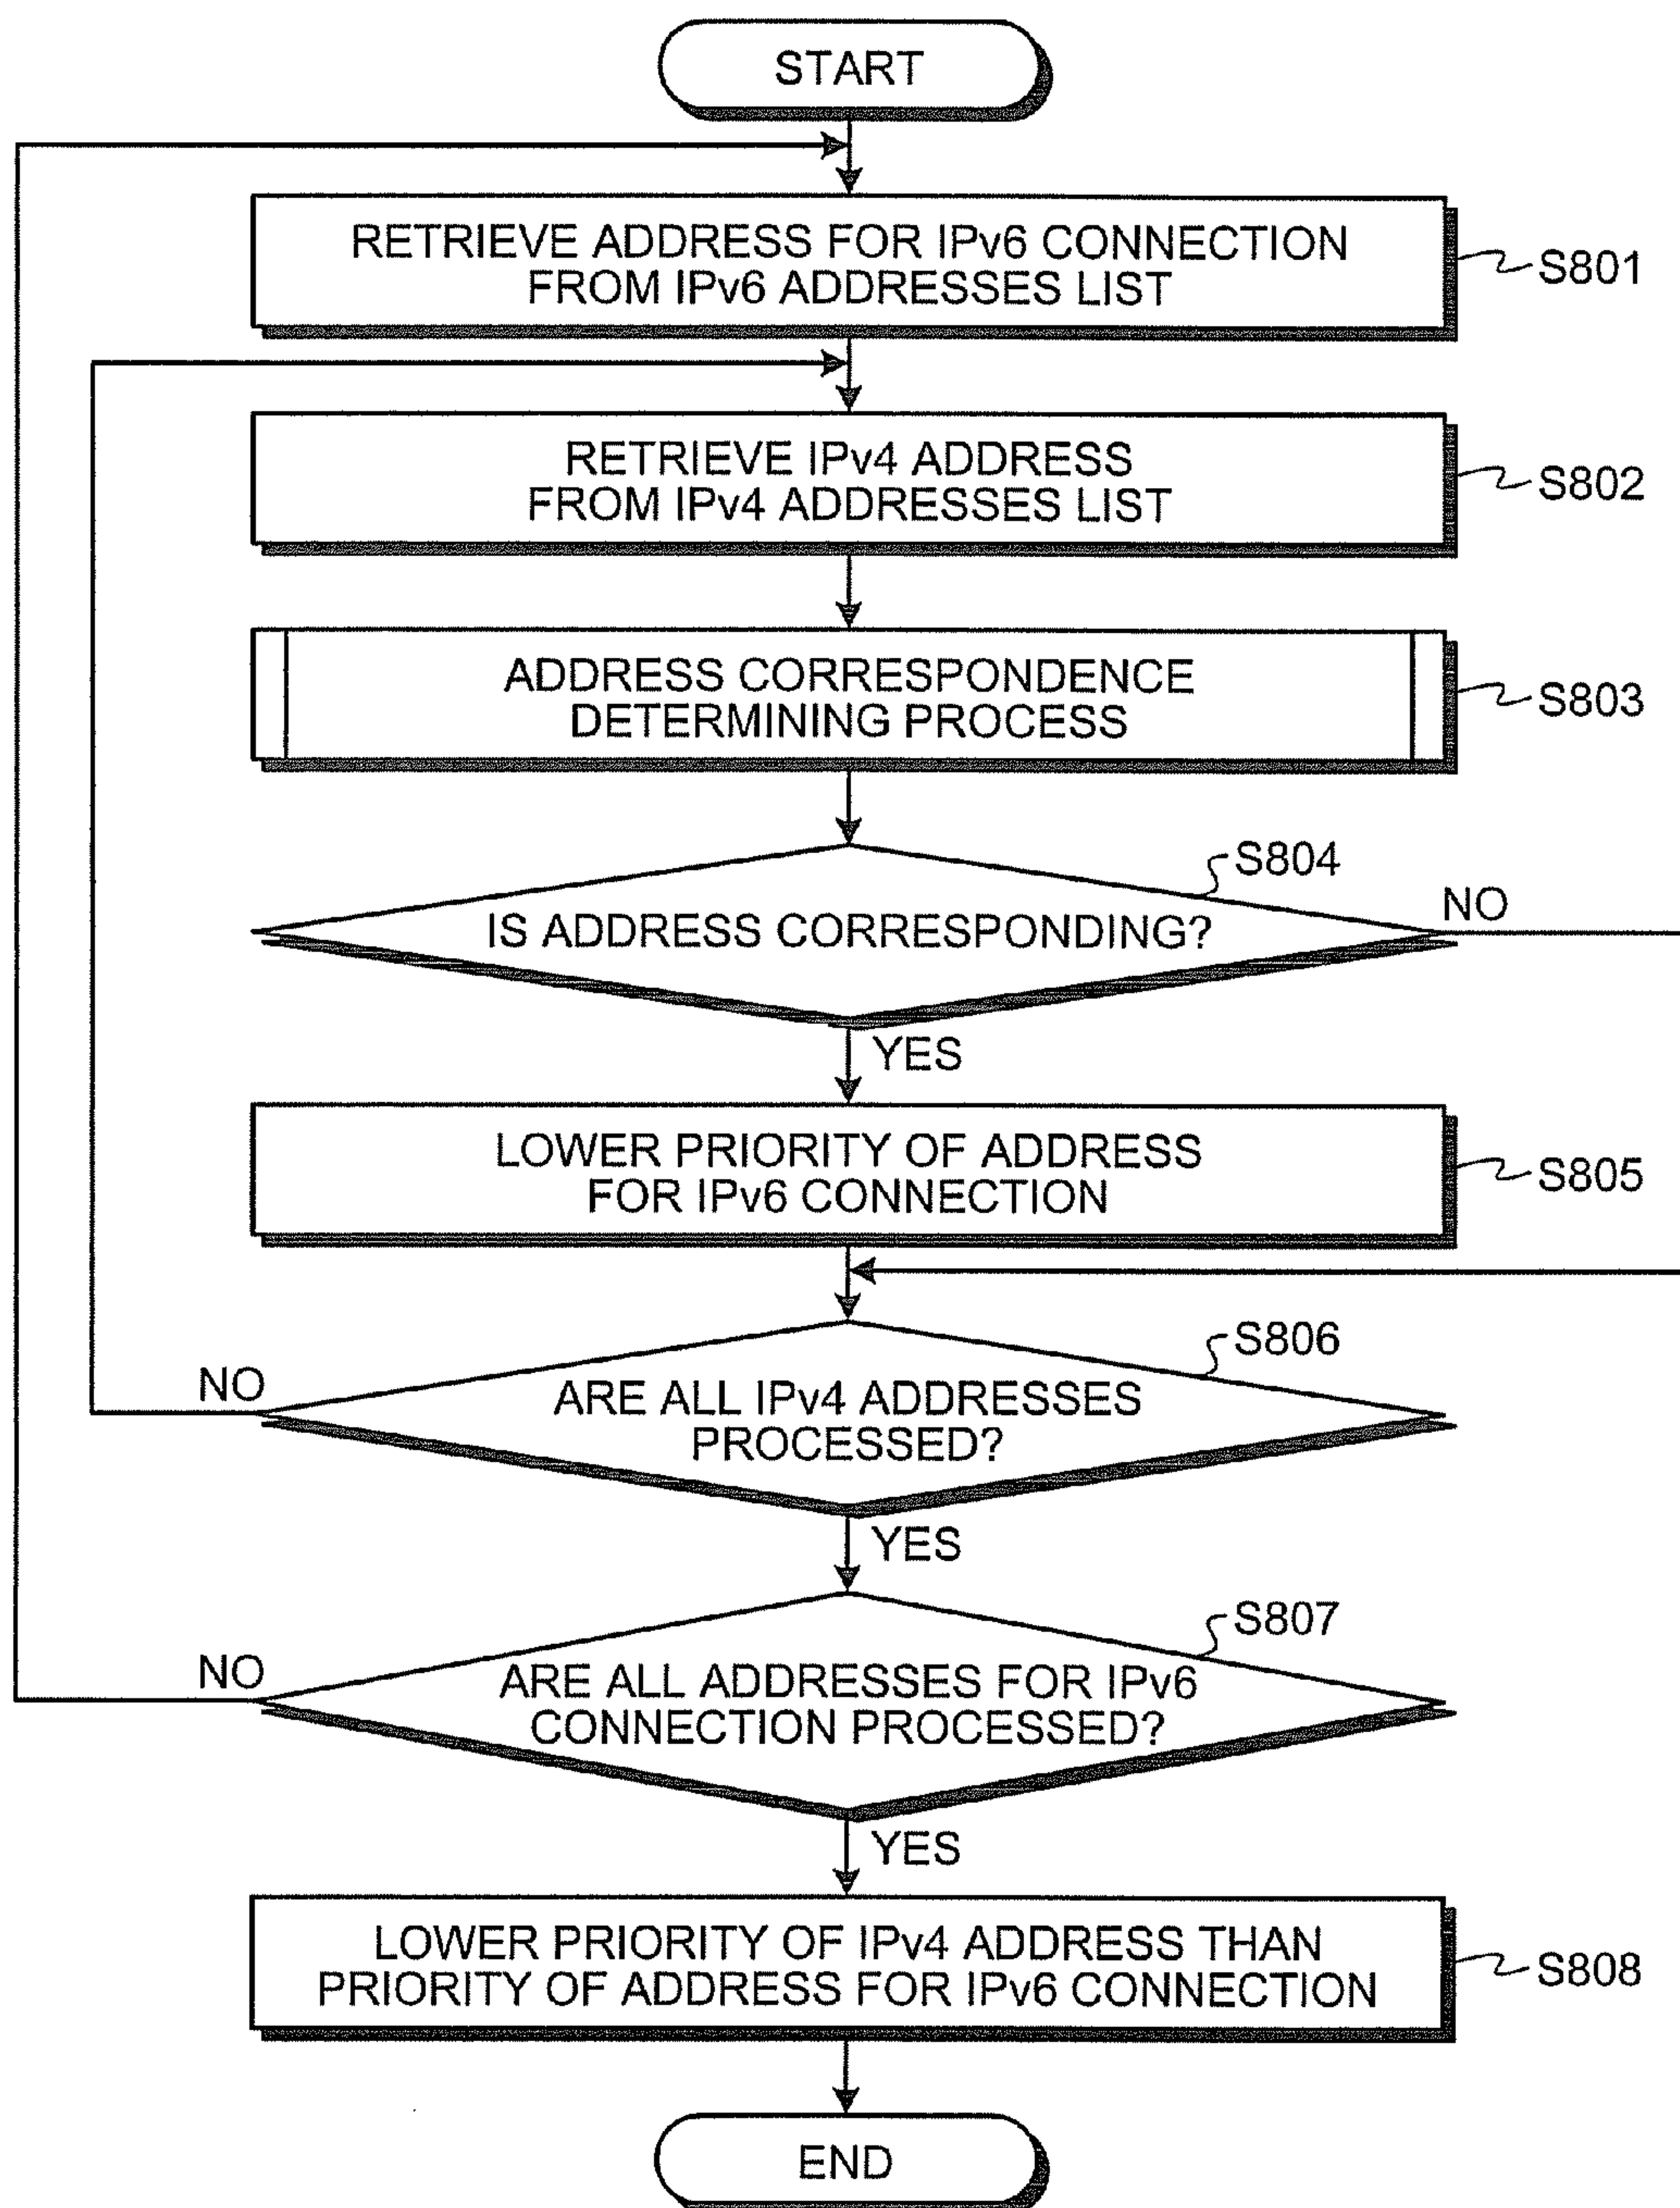 START
RETRIEVE ADDRESS FOR IPv6 CONNECTION
FROM IPv6 ADDRESSES LIST
S801
RETRIEVE IPv4 ADDRESS
FROM IPv4 ADDRESSES LIST
S802
ADDRESS CORRESPONDENCE
DETERMINING PROCESS
S803
S804
IS ADDRESS CORRESPONDING?
NO
YES
LOWER PRIORITY OF ADDRESS
FOR IPv6 CONNECTION
S805
S806
NO
ARE ALL IPv4 ADDRESSES
PROCESSED?
YES
S807
NO
ARE ALL ADDRESSES FOR IPv6
CONNECTION PROCESSED?
YES
LOWER PRIORITY OF IPv4 ADDRESS THAN
PRIORITY OF ADDRESS FOR IPv6 CONNECTION
S808
END